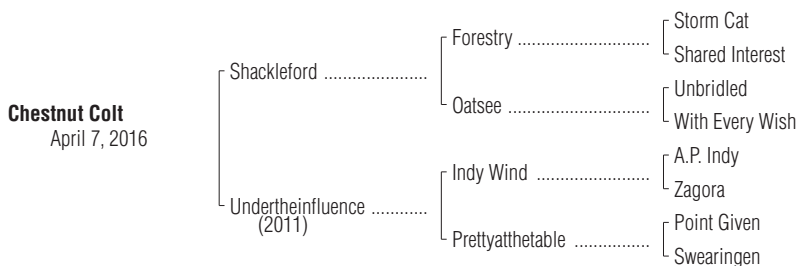 Storm Cat
Forestry ............................
Shared Interest
Shackleford ......................
Unbridled
Oatsee ..............................
With Every Wish
Chestnut Colt
April 7, 2016
A.P. Indy
Indy Wind ........................
Zagora
Undertheinfluence ............
(2011)
Point Given
Prettyatthetable ................
Swearingen